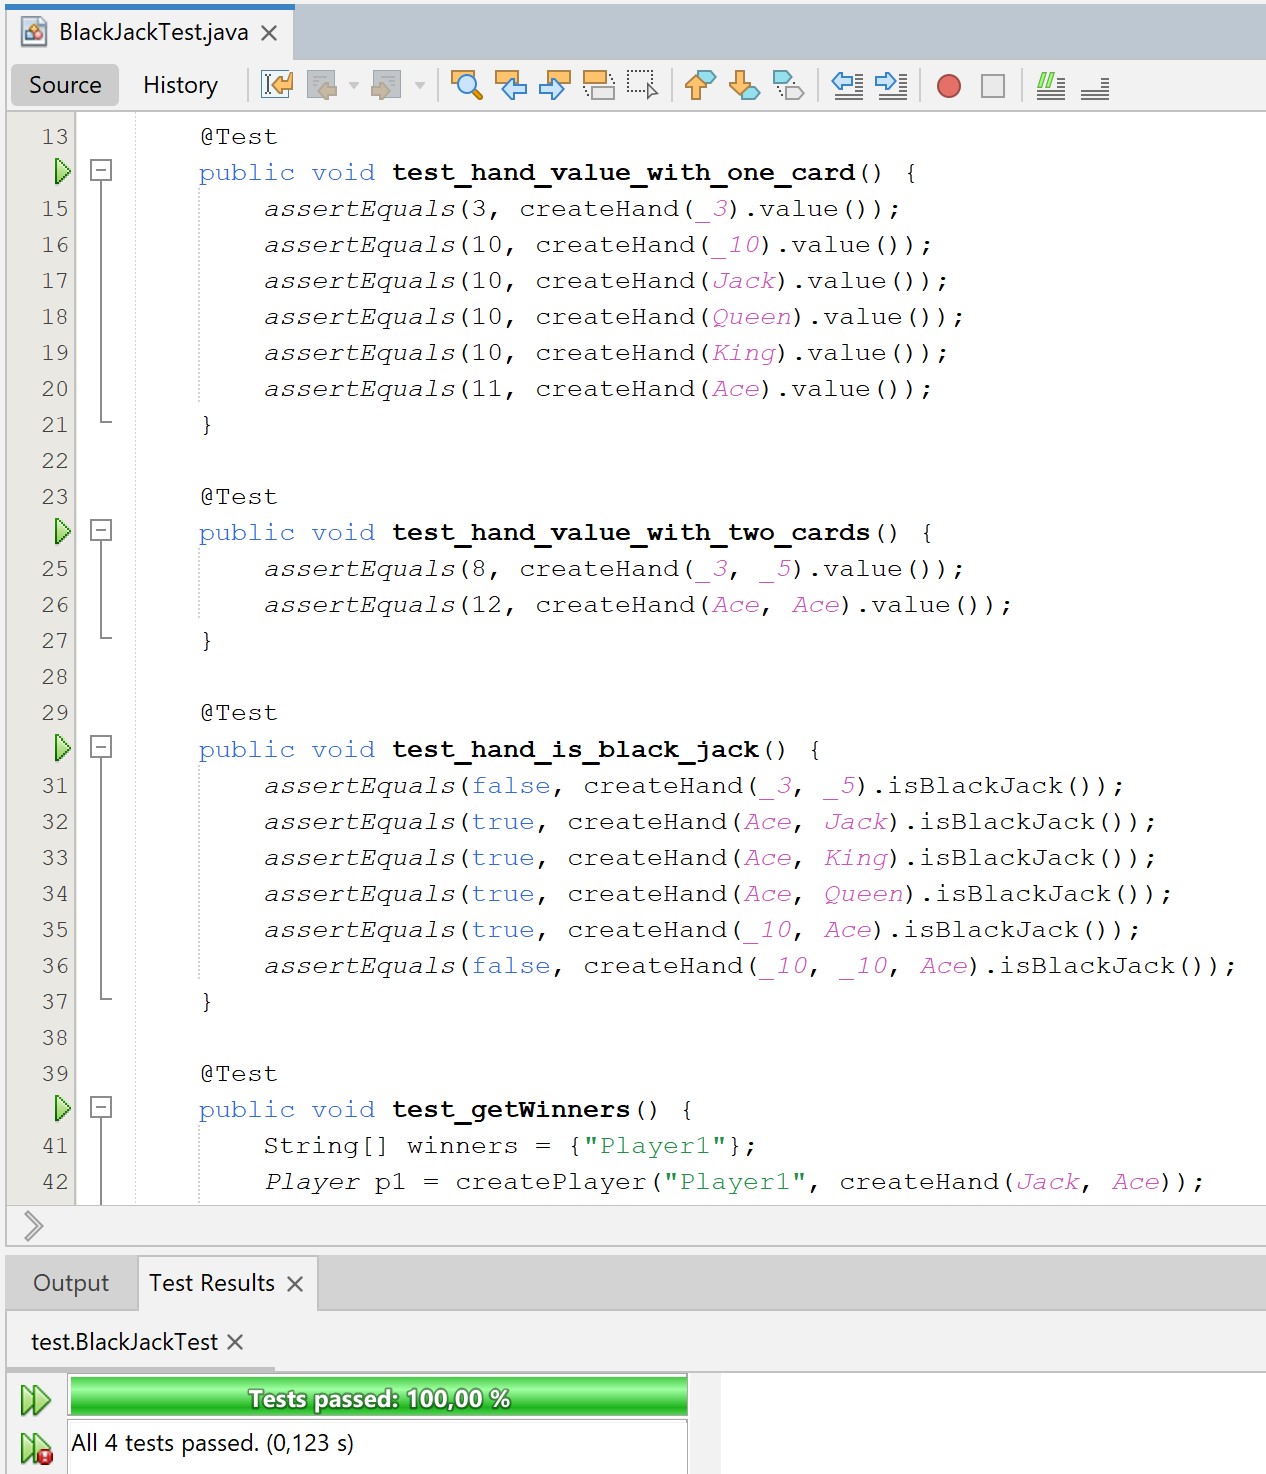 BlackJackTest.java
Source History
13 @Test
public void test_hand_value_with_one_card() {
15 assertEquals(3, createHand(_3).value());
16 assertEquals(10, createHand(_10).value());
17 assertEquals(10, createHand(Jack).value());
18 assertEquals(10, createHand(Queen).value());
19 assertEquals(10, createHand(King).value());
20 assertEquals(11, createHand(Ace).value());
21 }
22
23 @Test
public void test_hand_value_with_two_cards() {
25 assertEquals(8, createHand(_3, _5).value());
26 assertEquals(12, createHand(Ace, Ace).value());
27 }
28
29 @Test
public void test_hand_is_black_jack() {
31 assertEquals(false, createHand(_3, _5).isBlackJack());
32 assertEquals(true, createHand(Ace, Jack).isBlackJack());
33 assertEquals(true, createHand(Ace, King).isBlackJack());
34 assertEquals(true, createHand(Ace, Queen).isBlackJack());
35 assertEquals(true, createHand(_10, Ace).isBlackJack());
36 assertEquals(false, createHand(_10, _10, Ace).isBlackJack());
37 }
38
39 @Test
public void test_getWinners() {
41 String[] winners = {"Player1"};
42 Player p1 = createPlayer("Player1", createHand(Jack, Ace));
Output Test Results
test.BlackJackTest
Tests passed: 100,00 %
All 4 tests passed. (0,123 s)